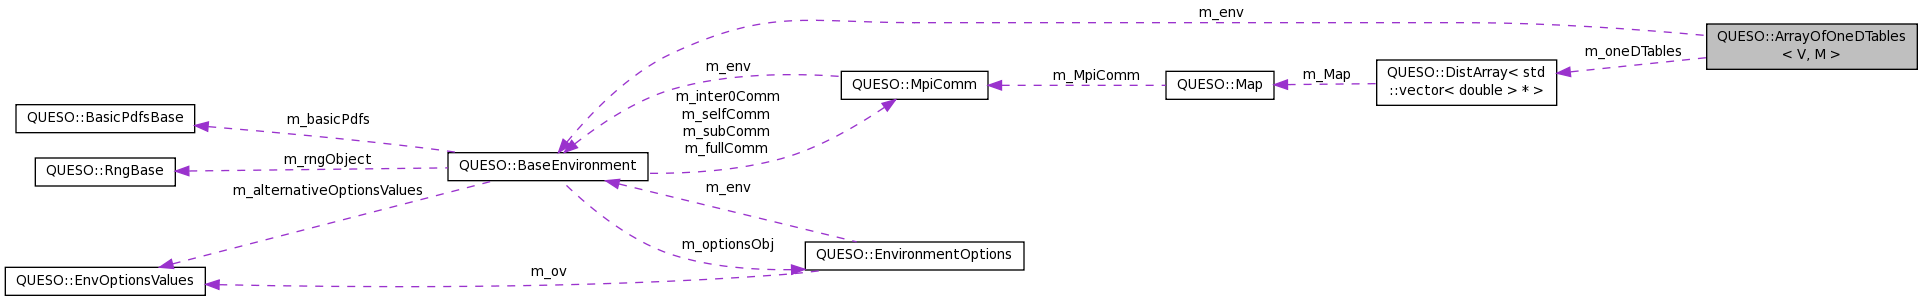 m_env
QUESO::ArrayOfOneDTables
< V, M >
m_oneDTables
m_env
m_MpiComm
m_Map
QUESO::DistArray< std
::vector< double > * >
QUESO::MpiComm
QUESO::Map
m_inter0Comm
m_selfComm
m_subComm
m_fullComm
QUESO::BasicPdfsBase
m_basicPdfs
m_rngObject
QUESO::RngBase
QUESO::BaseEnvironment
m_alternativeOptionsValues
m_env
m_optionsObj
QUESO::EnvironmentOptions
m_ov
QUESO::EnvOptionsValues